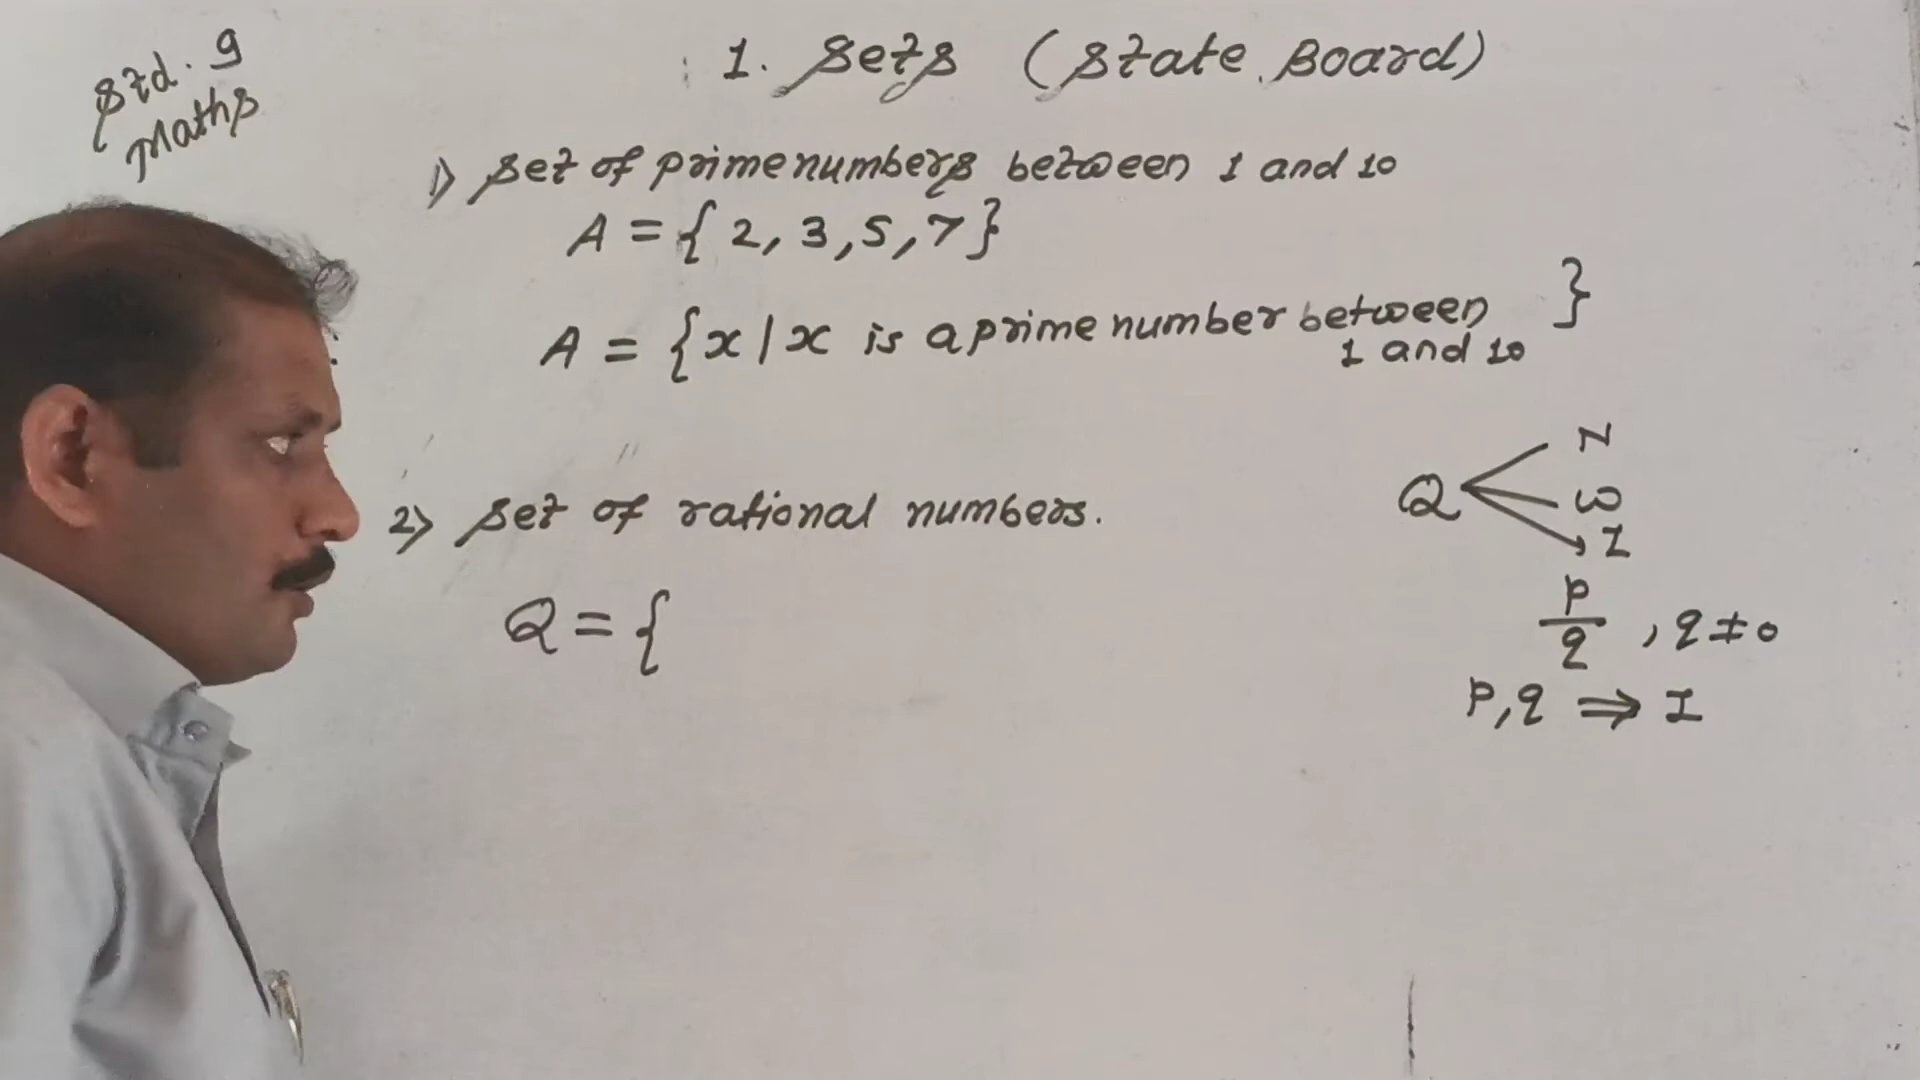 Std. 9
Maths
1. Sets (State Board)
1) Set of prime numbers between 1 and 10
A = { 2, 3, 5, 7 }
A = { x / x is a prime number between
1 and 10 }
2) Set of rational numbers.
Q = {
Q
N
W
I
p/q , q ≠ 0
P, q ⇒ I